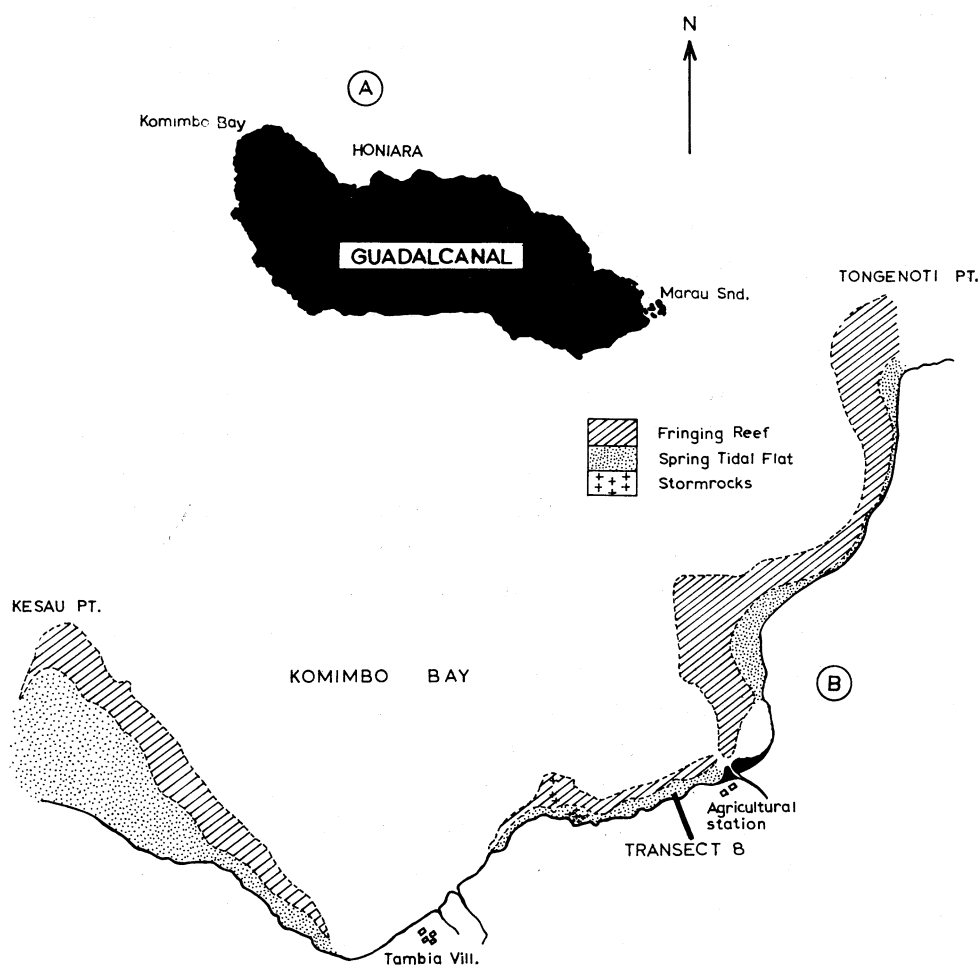 N
A
Komimbo Bay
HONIARA
GUADALCANAL
Marau Snd.
TONGENOTI PT.
Fringing Reef
Spring Tidal Flat
Stormrocks
KESAU PT.
KOMIMBO BAY
B
Agricultural
station
TRANSECT B
Tambia Vill.